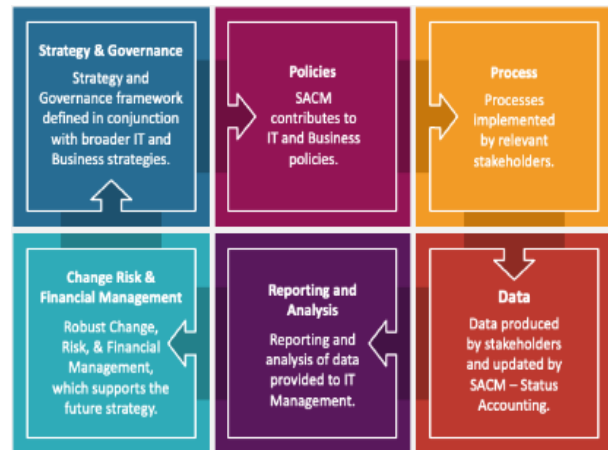 Strategy & Governance
Strategy and
Governance framework
defined in conjunction
with broader IT and
Business strategies.
Policies
SACM
contributes to
IT and Business
policies.
Process
Processes
implemented
by relevant
stakeholders.
Change Risk &
Financial Management
Robust Change,
Risk, & Financial
Management,
which supports the
future strategy.
Reporting and
Analysis
Reporting and
analysis of data
provided to IT
Management.
Data
Data produced
by stakeholders
and updated by
SACM – Status
Accounting.